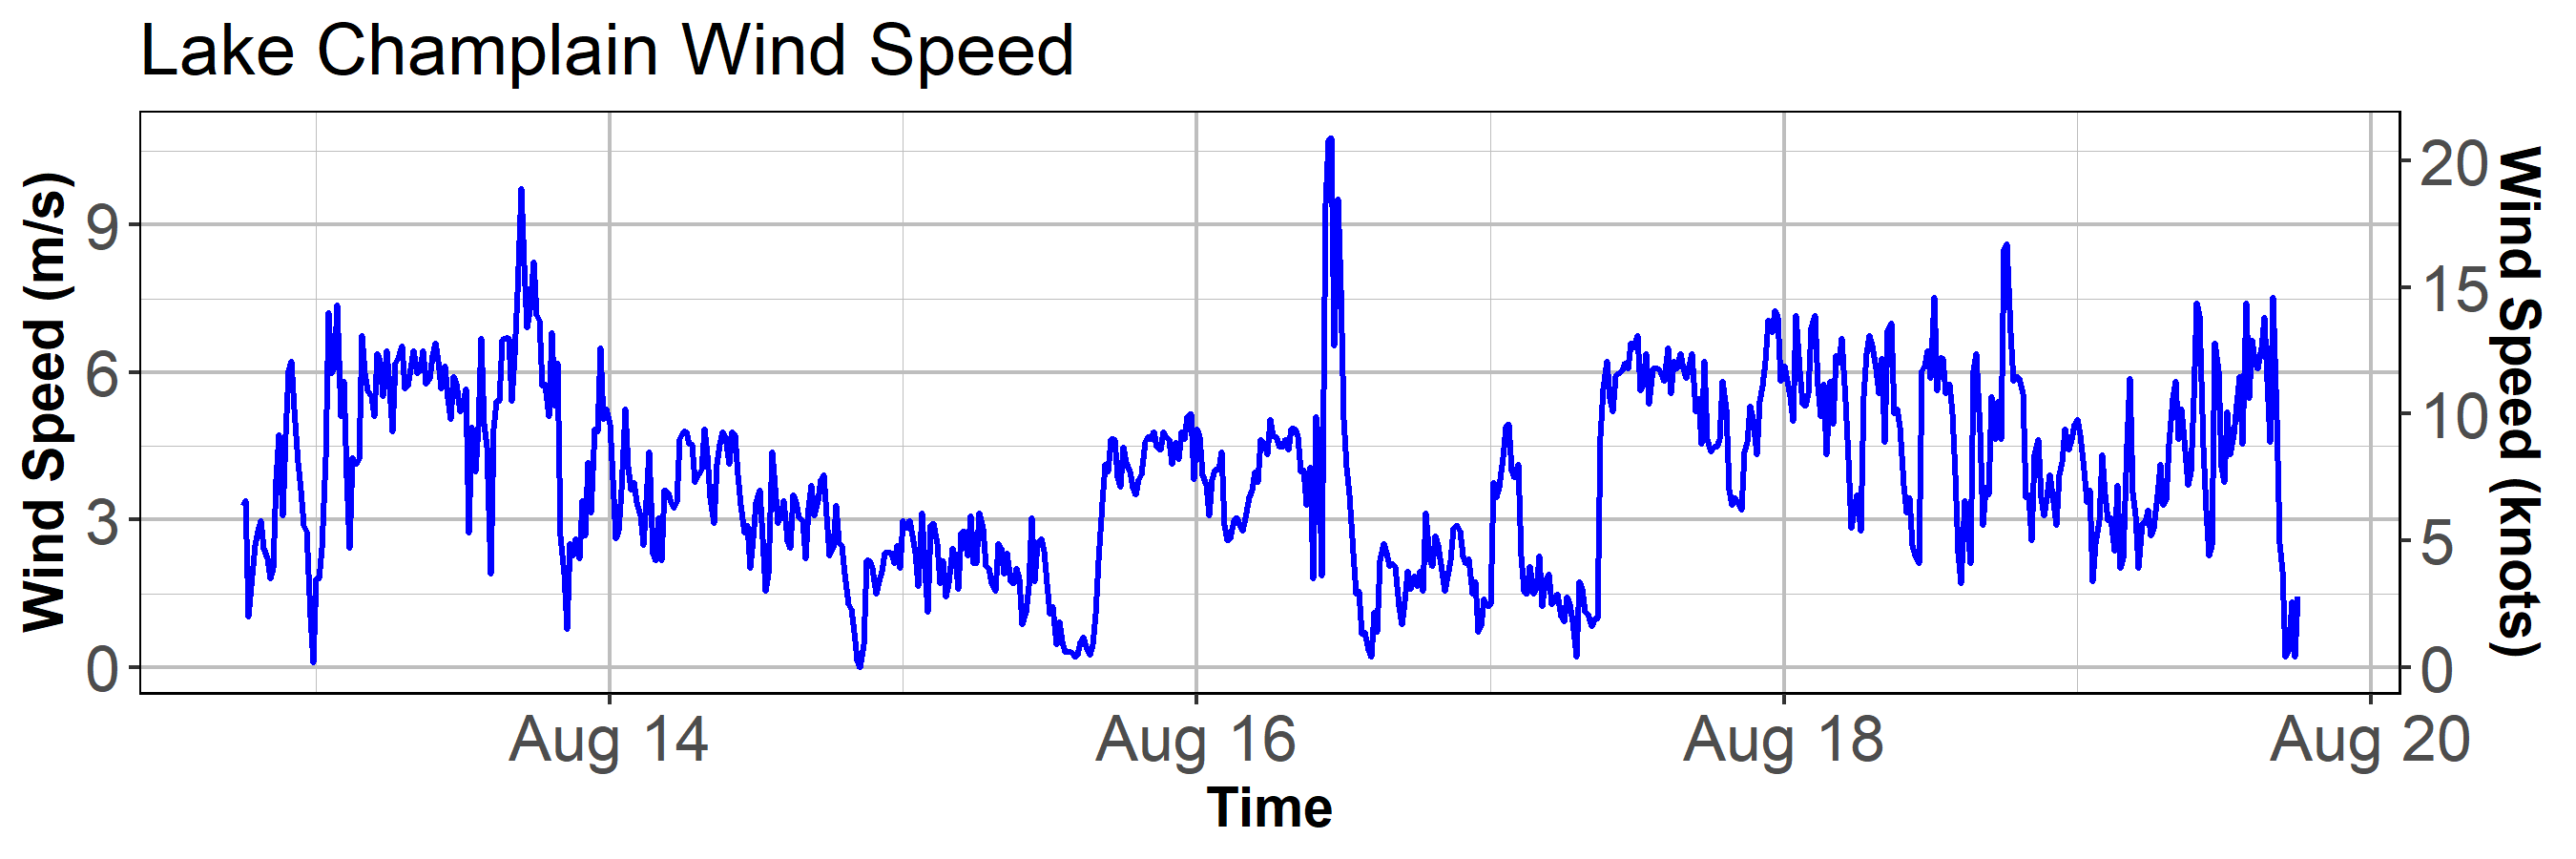 Lake Champlain Wind Speed
Wind Speed (m/s)
9
6
3
0
20
15
10
5
0
Wind Speed (knots)
Aug 14
Aug 16
Aug 18
Aug 20
Time